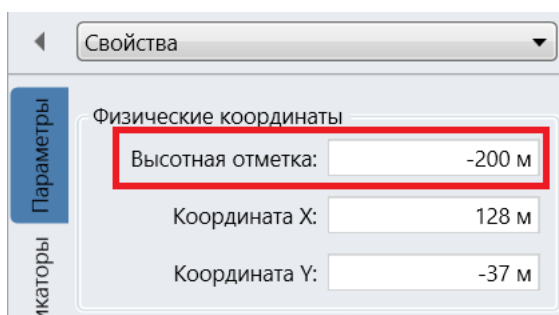 Свойства
Параметры
Физические координаты
Высотная отметка: -200 м
Координата X: 128 м
Координата Y: -37 м
икаторы